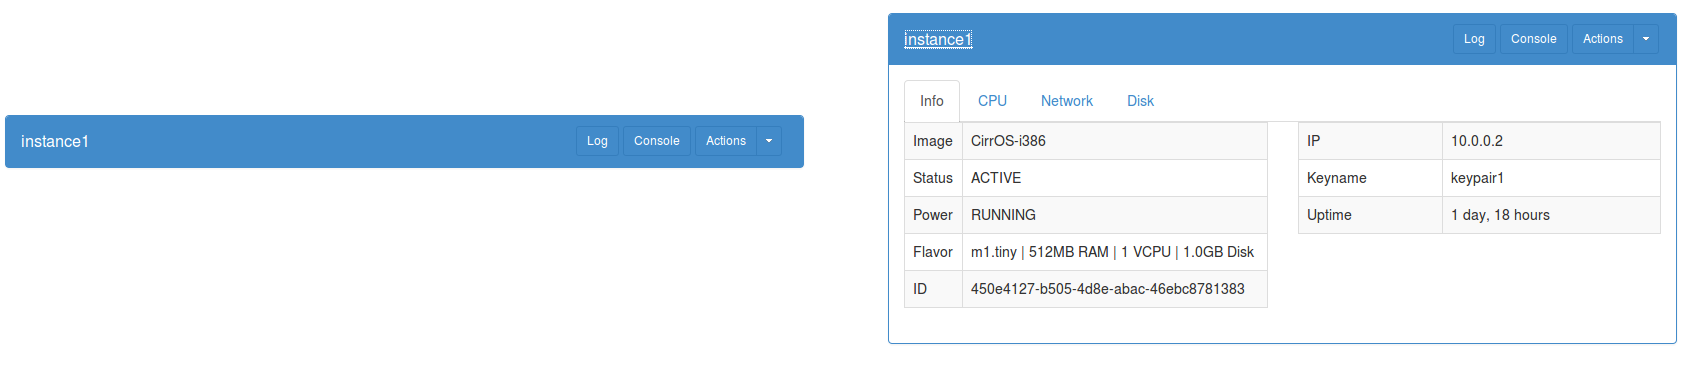 instance1 Log Console Actions
instance1 Log Console Actions
Info CPU Network Disk
Image CirrOS-i386 IP 10.0.0.2
Status ACTIVE Keyname keypair1
Power RUNNING Uptime 1 day, 18 hours
Flavor m1.tiny | 512MB RAM | 1 VCPU | 1.0GB Disk
ID 450e4127-b505-4d8e-abac-46ebc8781383